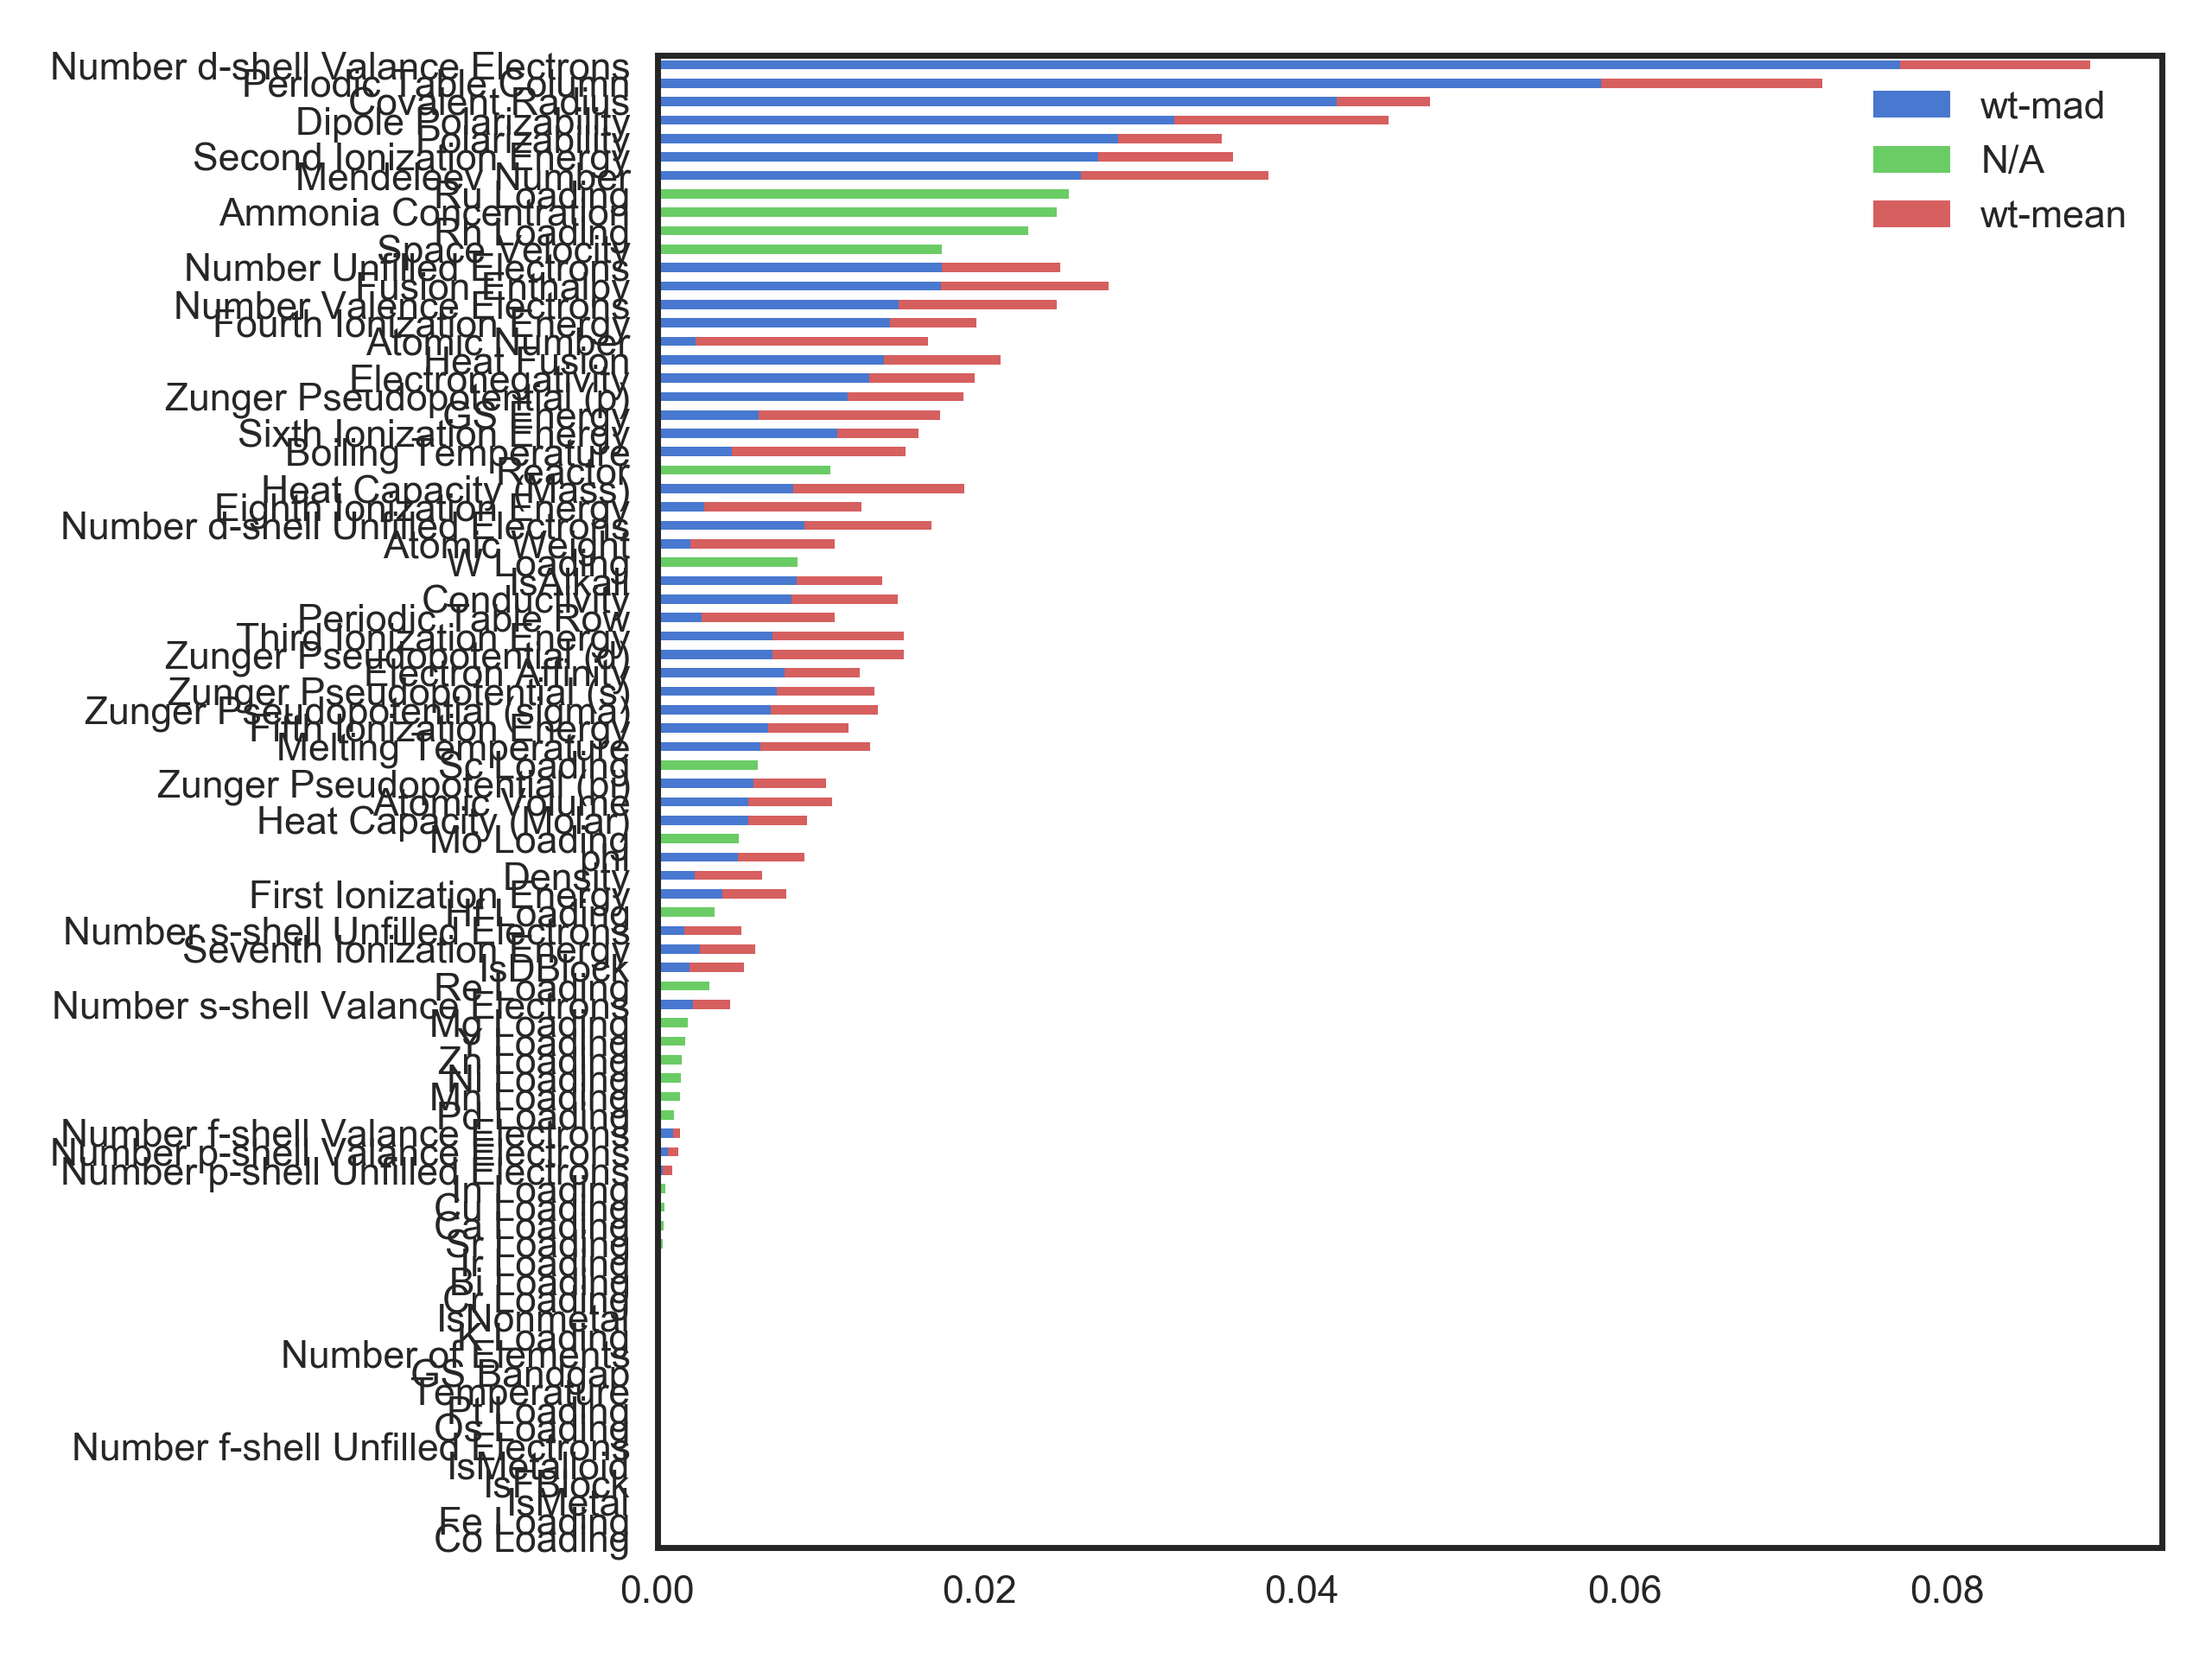 Number d-shell Valance Electrons
Periodic Table Column
Covalent Radius
Dipole Polarizability
Polarizability
Second Ionization Energy
Mendeleev Number
Ru Loading
Ammonia Concentration
Rh Loading
Space Velocity
Number Unfilled Electrons
Fusion Enthalpy
Number Valence Electrons
Fourth Ionization Energy
Atomic Number
Heat Fusion
Electronegativity
Zunger Pseudopotential (p)
GS Energy
Sixth Ionization Energy
Boiling Temperature
Reactor
Heat Capacity (Mass)
Eighth Ionization Energy
Number d-shell Unfilled Electrons
Atomic Weight
W Loading
IsAlkali
Conductivity
Periodic Table Row
Third Ionization Energy
Zunger Pseudopotential (d)
Electron Affinity
Zunger Pseudopotential (s)
Zunger Pseudopotential (sigma)
Fifth Ionization Energy
Melting Temperature
Sc Loading
Zunger Pseudopotential (pi)
Atomic Volume
Heat Capacity (Molar)
Mo Loading
phi
Density
First Ionization Energy
Hf Loading
Number s-shell Unfilled Electrons
Seventh Ionization Energy
IsDBlock
Re Loading
Number s-shell Valance Electrons
Mg Loading
Y Loading
Zn Loading
Ni Loading
Mn Loading
Pd Loading
Number f-shell Valance Electrons
Number p-shell Valance Electrons
Number p-shell Unfilled Electrons
In Loading
Cu Loading
Ca Loading
Sr Loading
Ir Loading
Bi Loading
Cr Loading
IsNonmetal
K Loading
Number of Elements
GS Bandgap
Temperature
Pt Loading
Os Loading
Number f-shell Unfilled Electrons
IsMetalloid
IsFBlock
IsMetal
Fe Loading
Co Loading
0.00 0.02 0.04 0.06 0.08
wt-mad
N/A
wt-mean